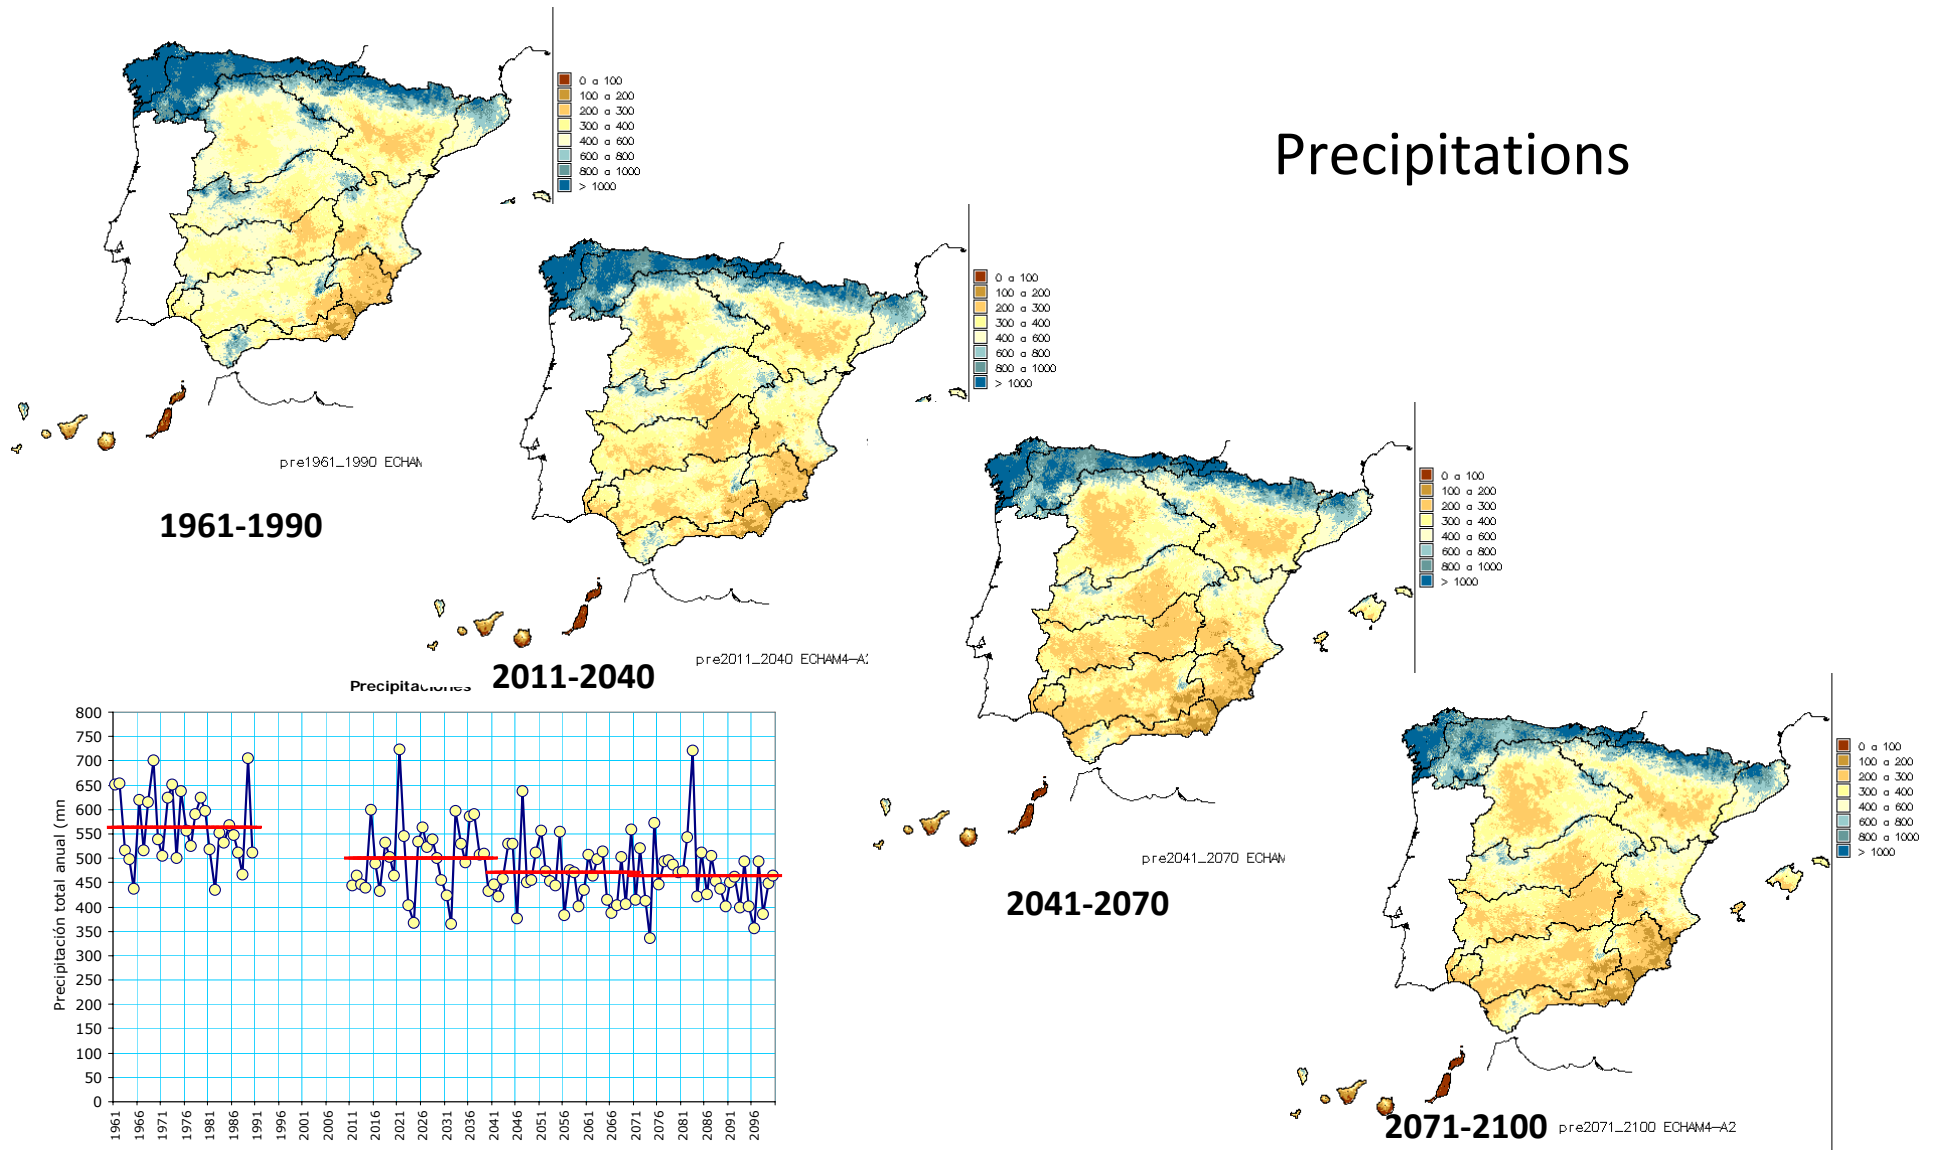 Precipitations
0 a 100
100 a 200
200 a 300
300 a 400
400 a 600
600 a 800
800 a 1000
> 1000
pre1961_1990 ECHAM
1961-1990
0 a 100
100 a 200
200 a 300
300 a 400
400 a 600
600 a 800
800 a 1000
> 1000
pre2011_2040 ECHAM4-A2
2011-2040
0 a 100
100 a 200
200 a 300
300 a 400
400 a 600
600 a 800
800 a 1000
> 1000
pre2041_2070 ECHAM
2041-2070
0 a 100
100 a 200
200 a 300
300 a 400
400 a 600
600 a 800
800 a 1000
> 1000
2071-2100
pre2071_2100 ECHAM4-A2
Precipitaciones
Precipitación total anual (mn
800
750
700
650
600
550
500
450
400
350
300
250
200
150
100
50
0
1961
1966
1971
1976
1981
1986
1991
1996
2001
2006
2011
2016
2021
2026
2031
2036
2041
2046
2051
2056
2061
2066
2071
2076
2081
2086
2091
2096